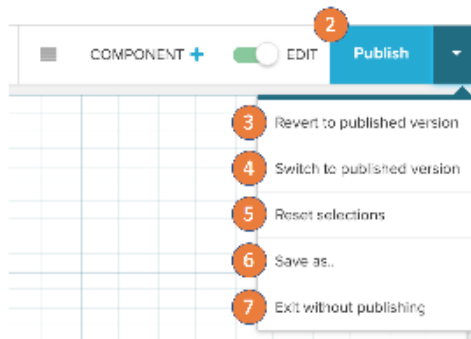 2
COMPONENT + EDIT Publish
3 Revert to published version
4 Switch to published version
5 Reset selections
6 Save as..
7 Exit without publishing